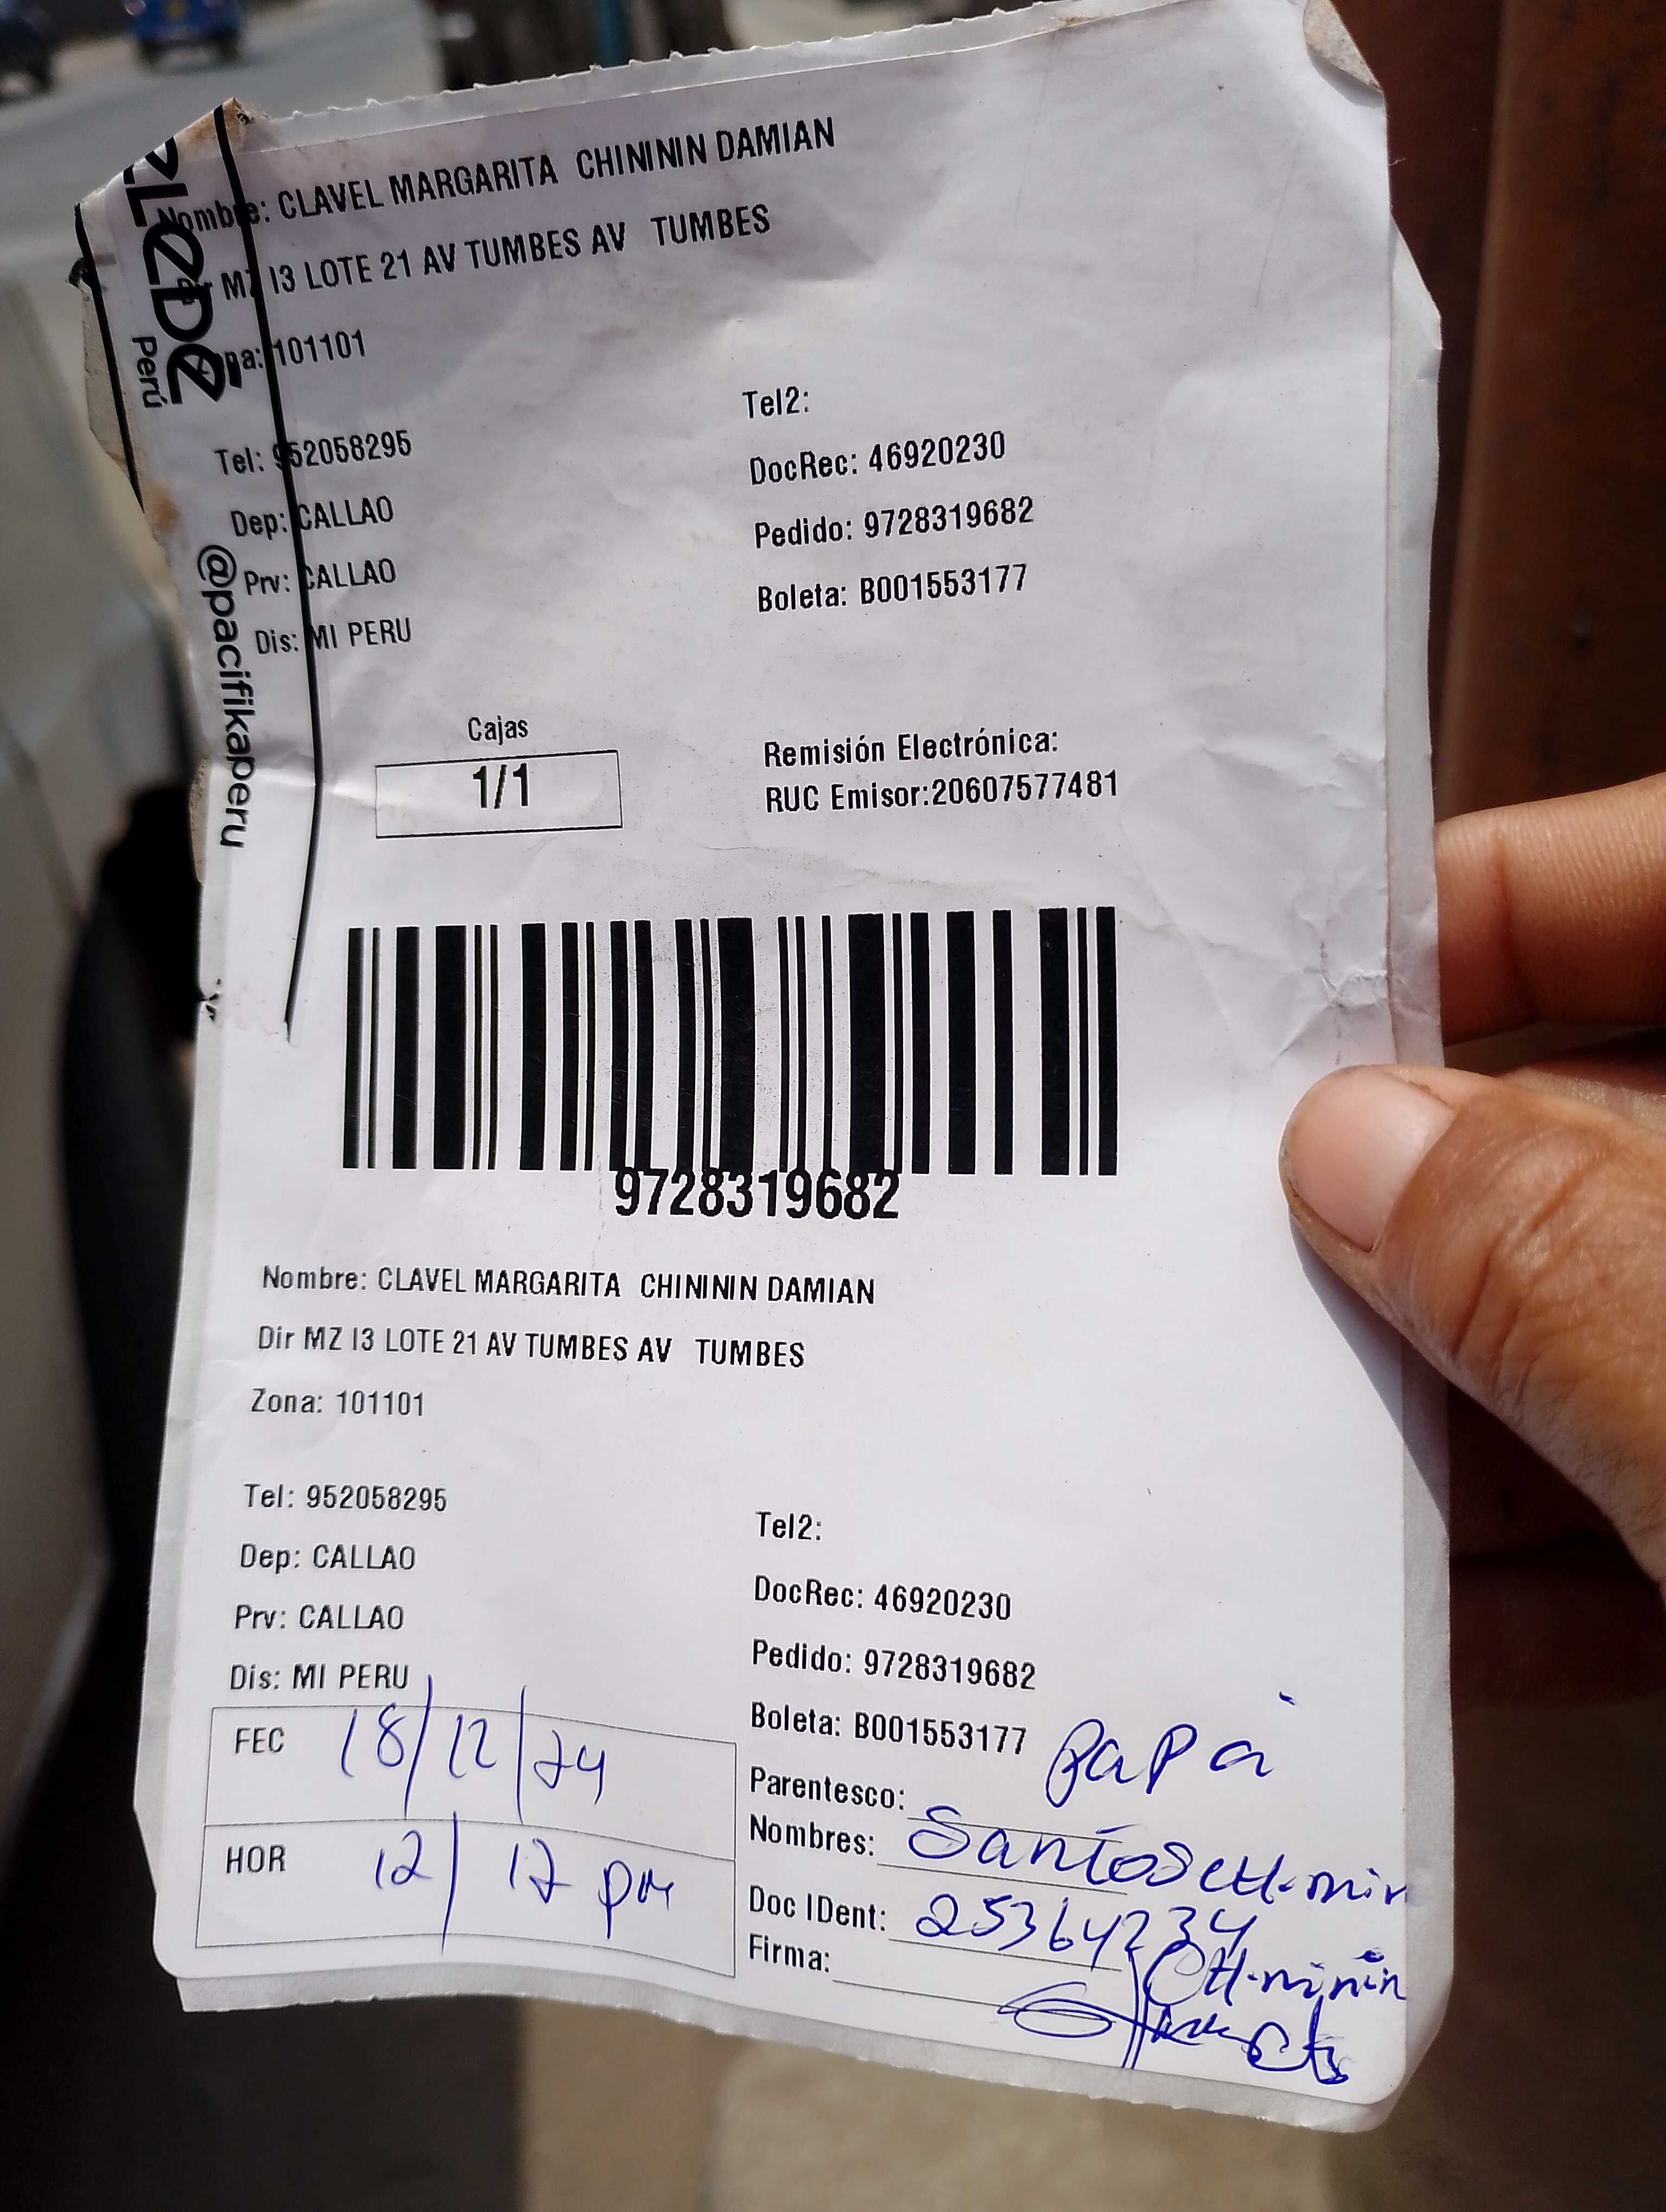 Nombre: CLAVEL MARGARITA CHINININ DAMIAN
MZ I3 LOTE 21 AV TUMBES AV TUMBES
na: 101101
Perú
Tel: 952058295
Dep: CALLAO
Prv: CALLAO
Dis: MI PERU
Tel2:
DocRec: 46920230
Pedido: 9728319682
Boleta: B001553177
@pacifikaperu
Cajas
1/1
Remisión Electrónica:
RUC Emisor:20607577481
9728319682
Nombre: CLAVEL MARGARITA CHINININ DAMIAN
Dir MZ I3 LOTE 21 AV TUMBES AV TUMBES
Zona: 101101
Tel: 952058295
Dep: CALLAO
Prv: CALLAO
Dis: MI PERU
Tel2:
DocRec: 46920230
Pedido: 9728319682
Boleta: B001553177
FEC 18/12/24
HOR 12/17 pm
Parentesco: Papá
Nombres: Santos
Doc IDent: 25364234
Firma: